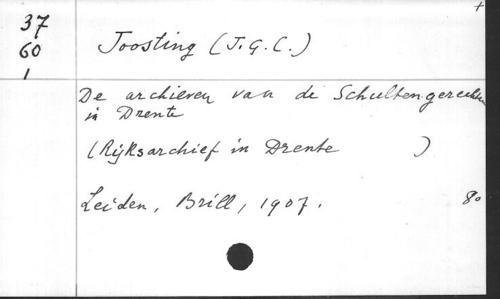 +
37
60
1
Joosting (J.G.C.)
De archieven van de Schultengerechten
in Drente
(Rijksarchief in Drente )
Leiden, Brill, 1907. 8o